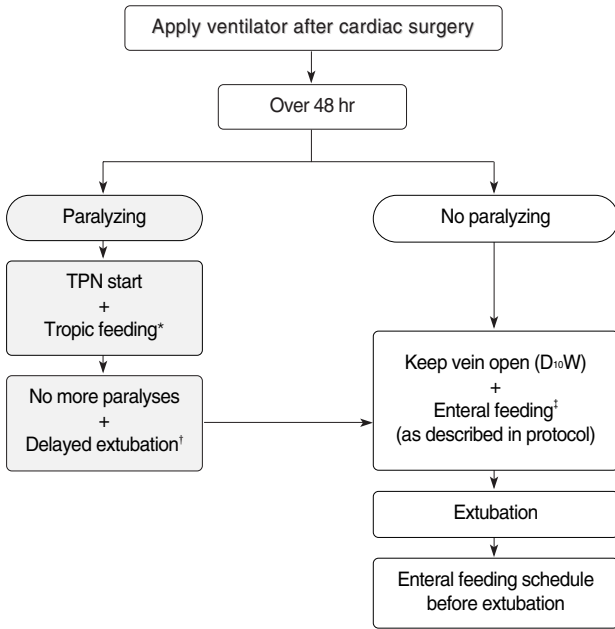 Apply ventilator after cardiac surgery
Over 48 hr
Paralyzing
No paralyzing
TPN start
+
Tropic feeding*
Keep vein open (D₁₀W)
+
Enteral feeding‡
(as described in protocol)
No more paralyses
+
Delayed extubation†
Extubation
Enteral feeding schedule
before extubation